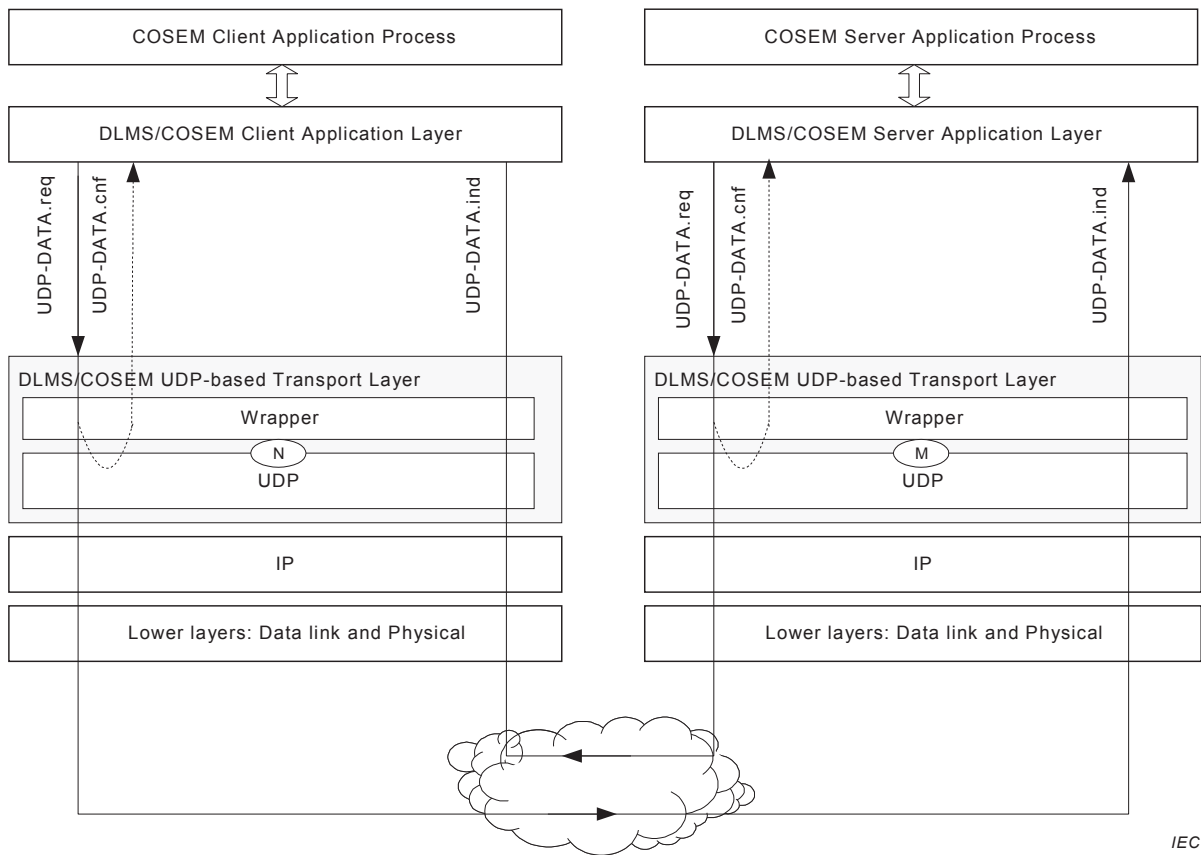 COSEM Client Application Process
COSEM Server Application Process
DLMS/COSEM Client Application Layer
DLMS/COSEM Server Application Layer
UDP-DATA.req
UDP-DATA.cnf
UDP-DATA.ind
UDP-DATA.req
UDP-DATA.cnf
UDP-DATA.ind
DLMS/COSEM UDP-based Transport Layer
DLMS/COSEM UDP-based Transport Layer
Wrapper
Wrapper
N
M
UDP
UDP
IP
IP
Lower layers: Data link and Physical
Lower layers: Data link and Physical
IEC